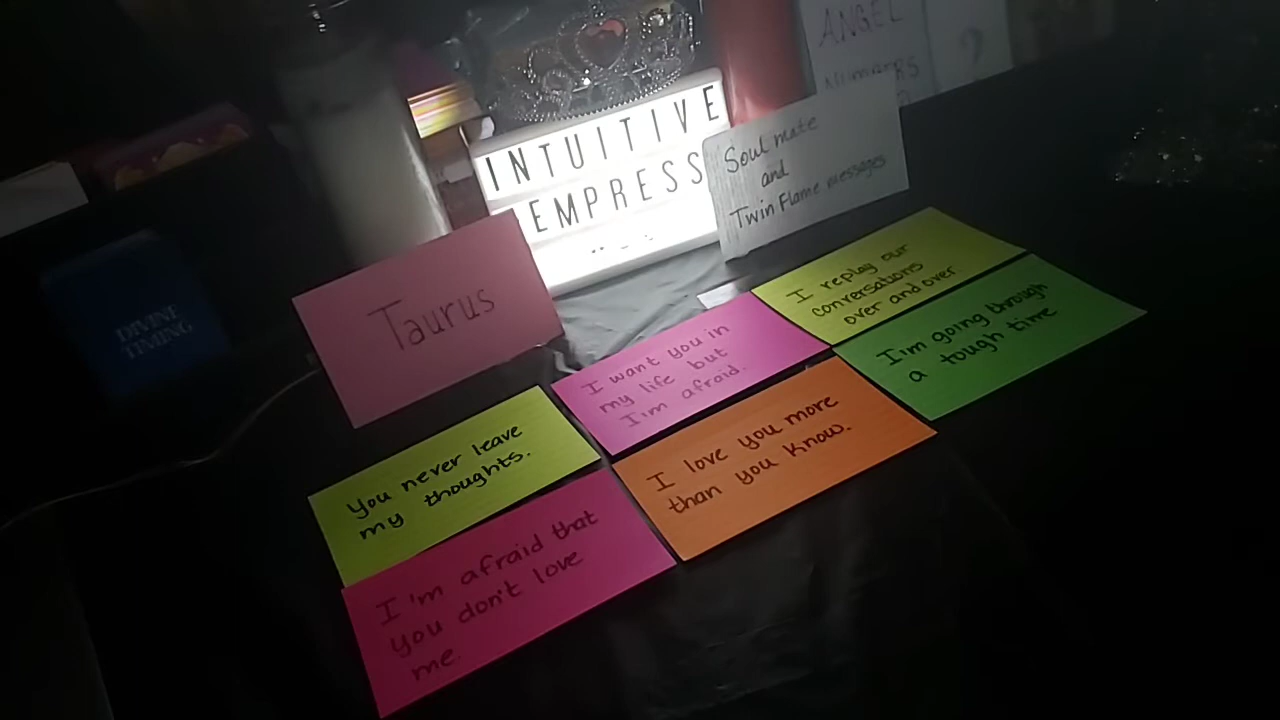 ANGEL
NUMBERS
?
INTUITIVE
EMPRESS
Soul mate
and
Twin Flame messages
DIVINE
TIMING
Taurus
I replay our
conversations
over and over
I want you in
my life but
I'm afraid.
I'm going through
a tough time
You never leave
my thoughts.
I love you more
than you know.
I'm afraid that
you don't love
me.